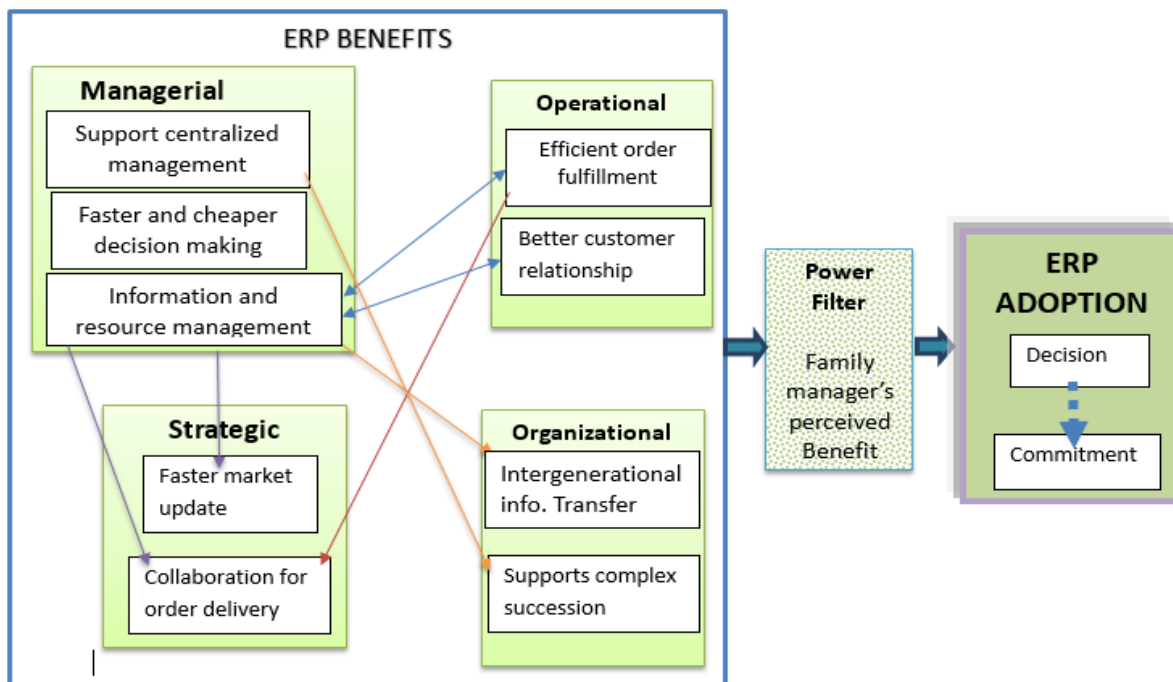 ERP BENEFITS
Managerial
Support centralized
management
Faster and cheaper
decision making
Information and
resource management
Operational
Efficient order
fulfillment
Better customer
relationship
Strategic
Faster market
update
Collaboration for
order delivery
Organizational
Intergenerational
info. Transfer
Supports complex
succession
Power
Filter
Family
manager's
perceived
Benefit
ERP
ADOPTION
Decision
Commitment